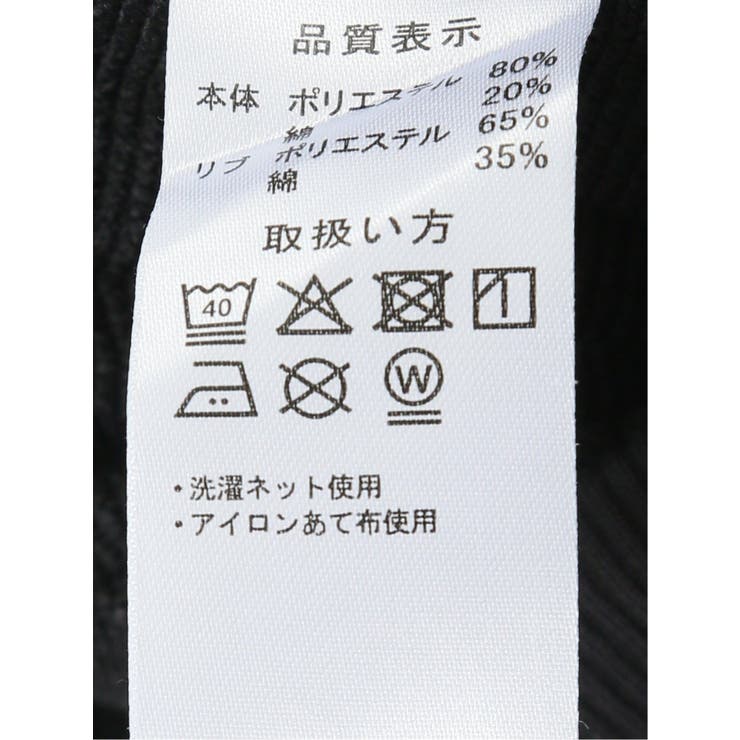 品質表示
本体 ポリエステル 80%
綿 20%
リブ ポリエステル 65%
綿 35%
取扱い方
40
W
・洗濯ネット使用
・アイロンあて布使用